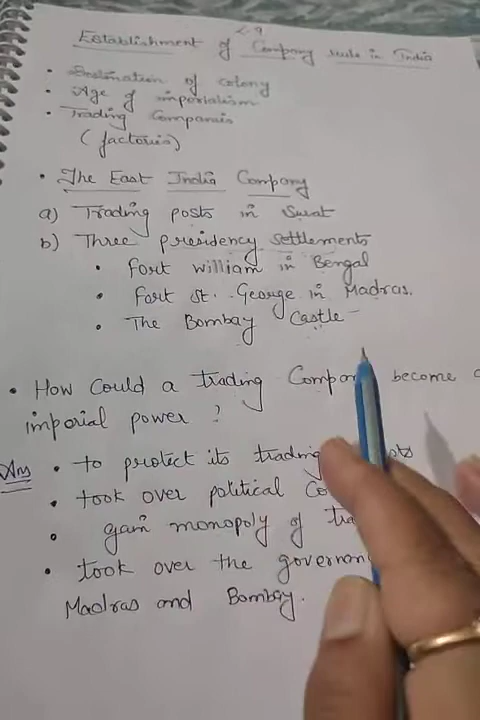 L-9
Establishment of Company rule in India
• of colony
• Age of imperialism
• Trading Companies
(factories)
• The East India Company
a) Trading posts in Surat
b) Three presidency settlements
• Fort william in Bengal
• Fort St. George in Madras.
• The Bombay Castle
• How could a trading become
imperial power ?
Ans • to protect its trading
• took over political
• gain monopoly of
• took over the
Madras and Bombay.